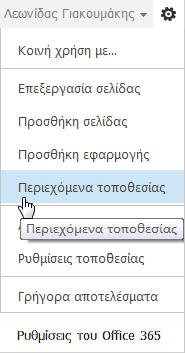 Λεωνίδας Γιακουμάκης
Κοινή χρήση με...
Επεξεργασία σελίδας
Προσθήκη σελίδας
Προσθήκη εφαρμογής
Περιεχόμενα τοποθεσίας
Περιεχόμενα τοποθεσίας
Ρυθμίσεις τοποθεσίας
Γρήγορα αποτελέσματα
Ρυθμίσεις του Office 365